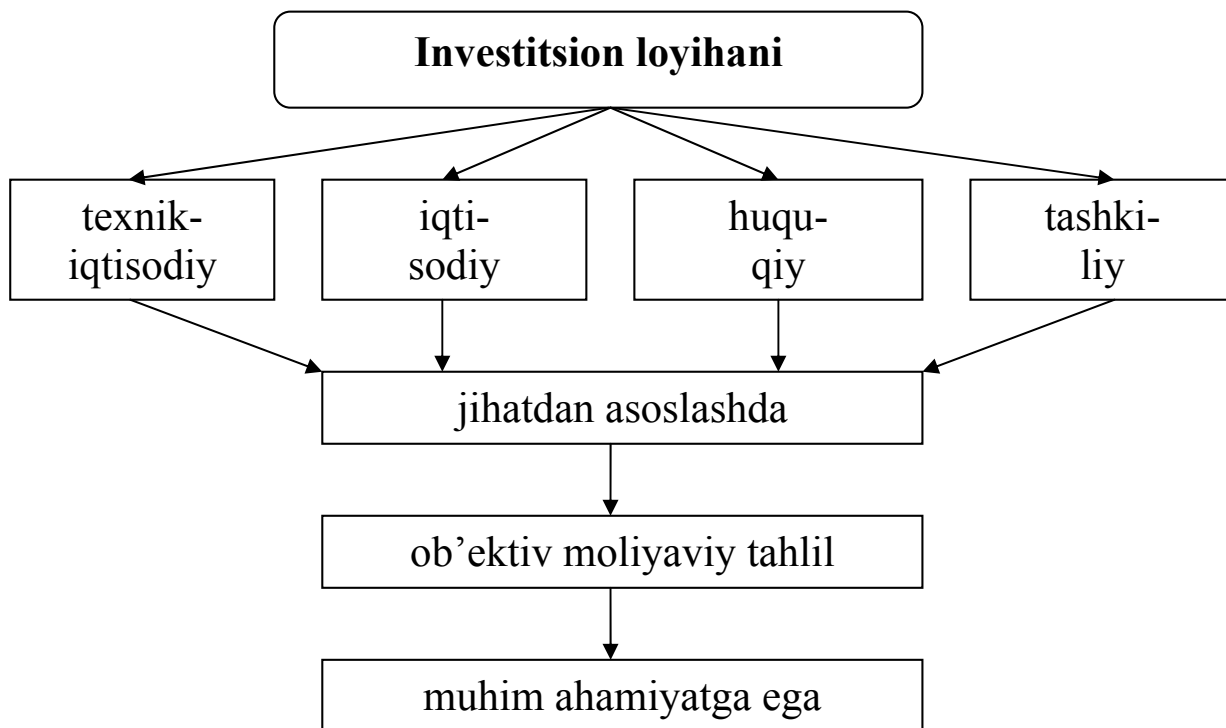 Investitsion loyihani
texnik-
iqtisodiy
iqti-
sodiy
huqu-
qiy
tashki-
liy
jihatdan asoslashda
ob’ektiv moliyaviy tahlil
muhim ahamiyatga ega